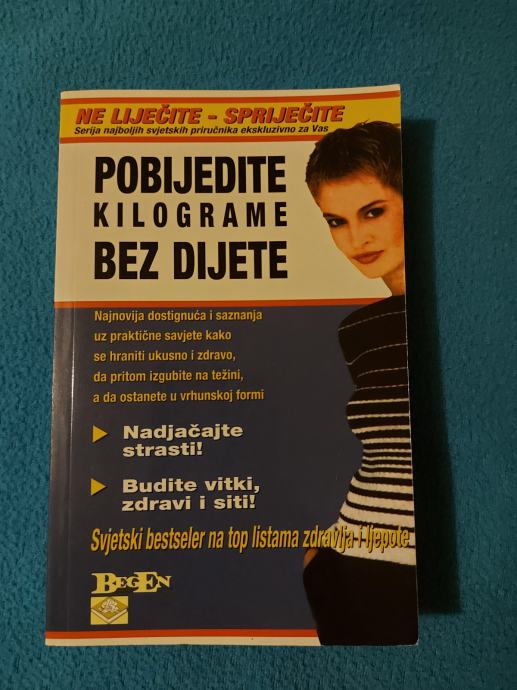 NE LIJEČITE - SPRIJEČITE
Serija najboljih svjetskih priručnika ekskluzivno za Vas
POBIJEDITE
KILOGRAME
BEZ DIJETE
Najnovija dostignuća i saznanja
uz praktične savjete kako
se hraniti ukusno i zdravo,
da pritom izgubite na težini,
a da ostanete u vrhunskoj formi
Nadjačajte
strasti!
Budite vitki,
zdravi i siti!
Svjetski bestseler na top listama zdravlja i ljepote
BEGEN